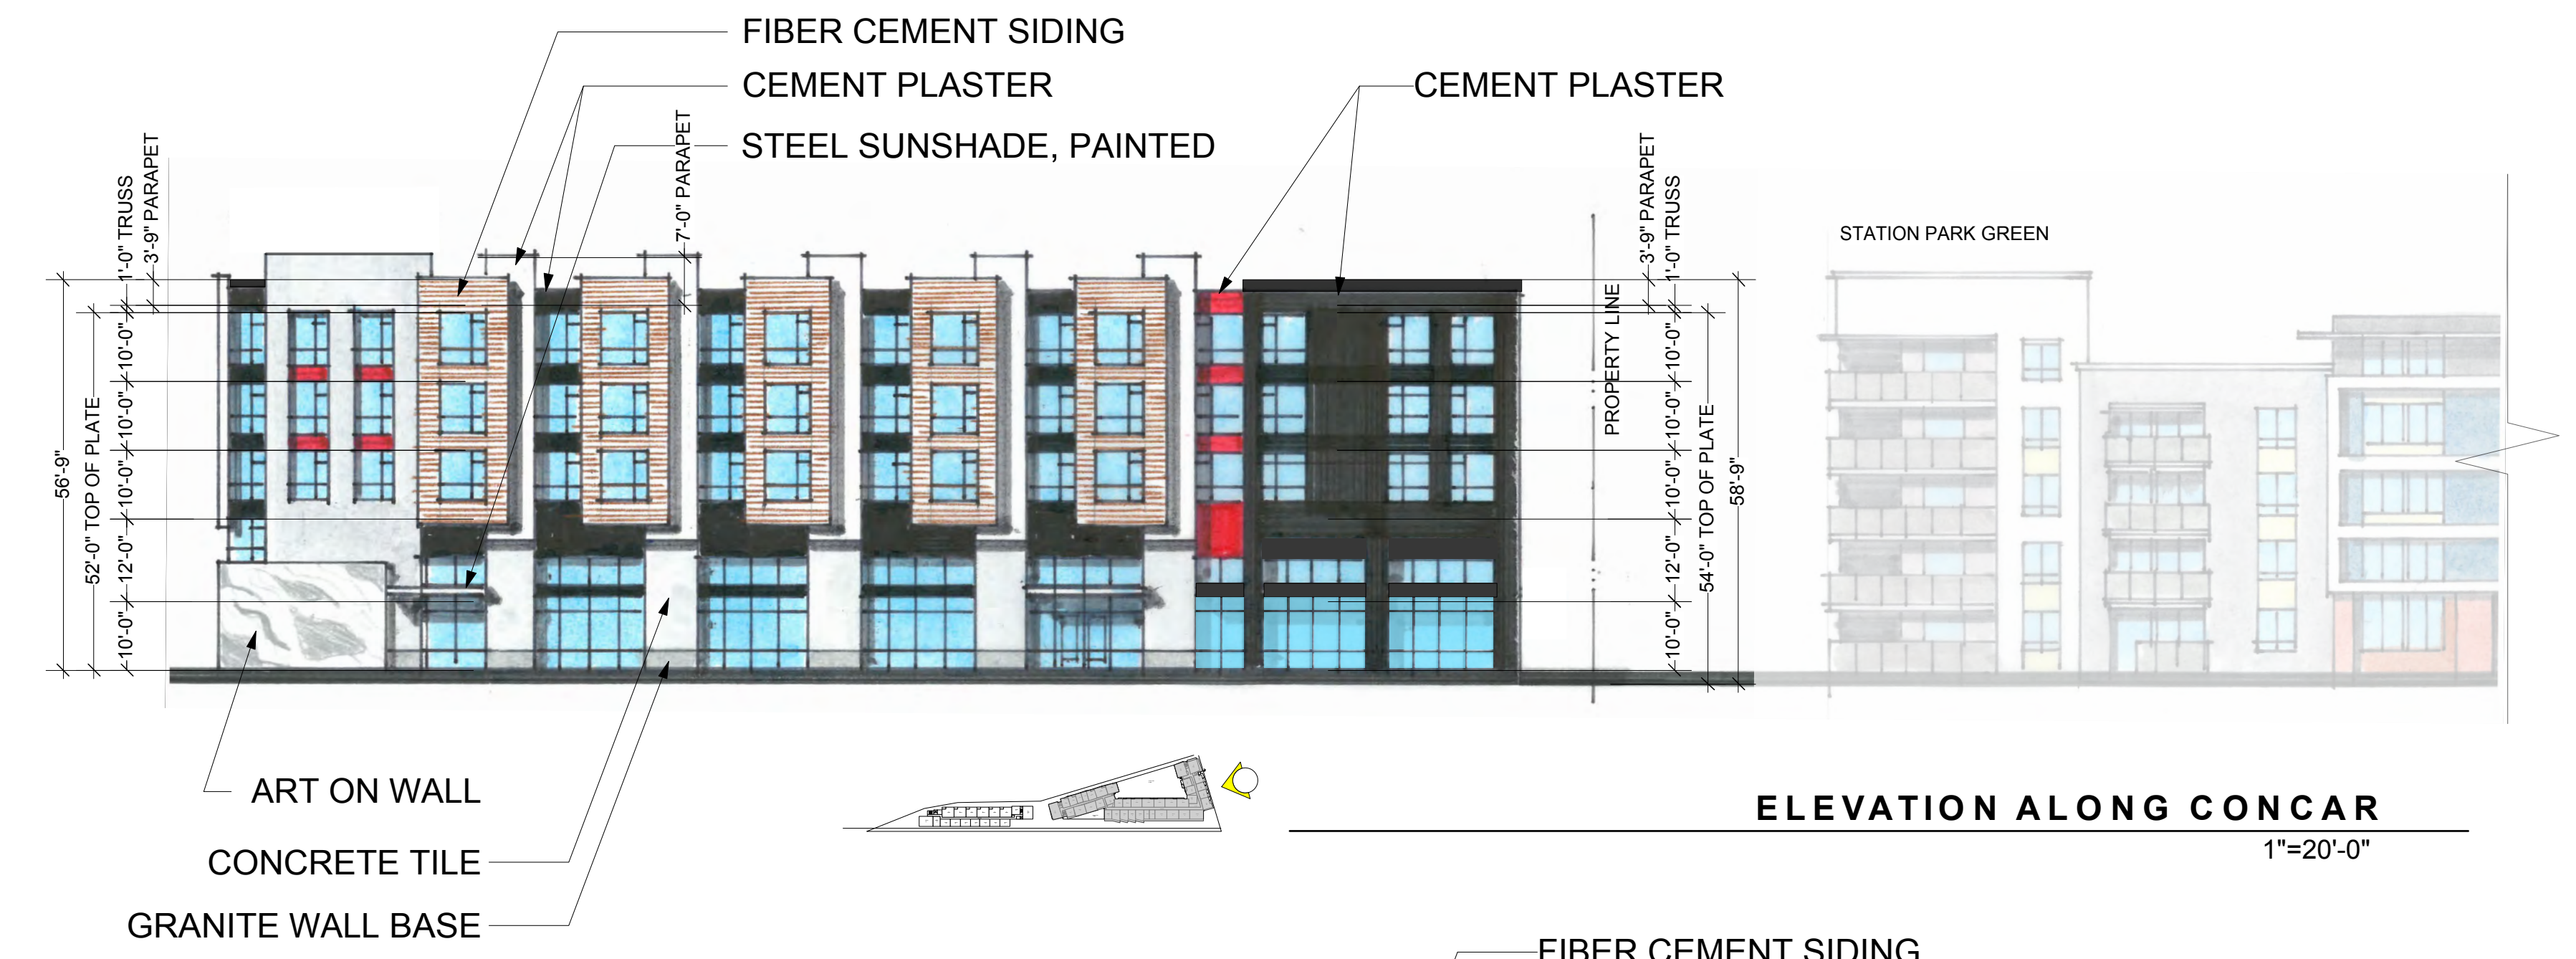 FIBER CEMENT SIDING
CEMENT PLASTER
STEEL SUNSHADE, PAINTED
CEMENT PLASTER
1'-0" TRUSS
3'-9" PARAPET
7'-0" PARAPET
3'-9" PARAPET
1'-0" TRUSS
STATION PARK GREEN
PROPERTY LINE
56'-9"
52'-0" TOP OF PLATE
10'-0"
10'-0"
10'-0"
12'-0"
10'-0"
10'-0"
10'-0"
10'-0"
12'-0"
10'-0"
54'-0" TOP OF PLATE
58'-9"
ART ON WALL
CONCRETE TILE
GRANITE WALL BASE
ELEVATION ALONG CONCAR
1"=20'-0"
FIBER CEMENT SIDING